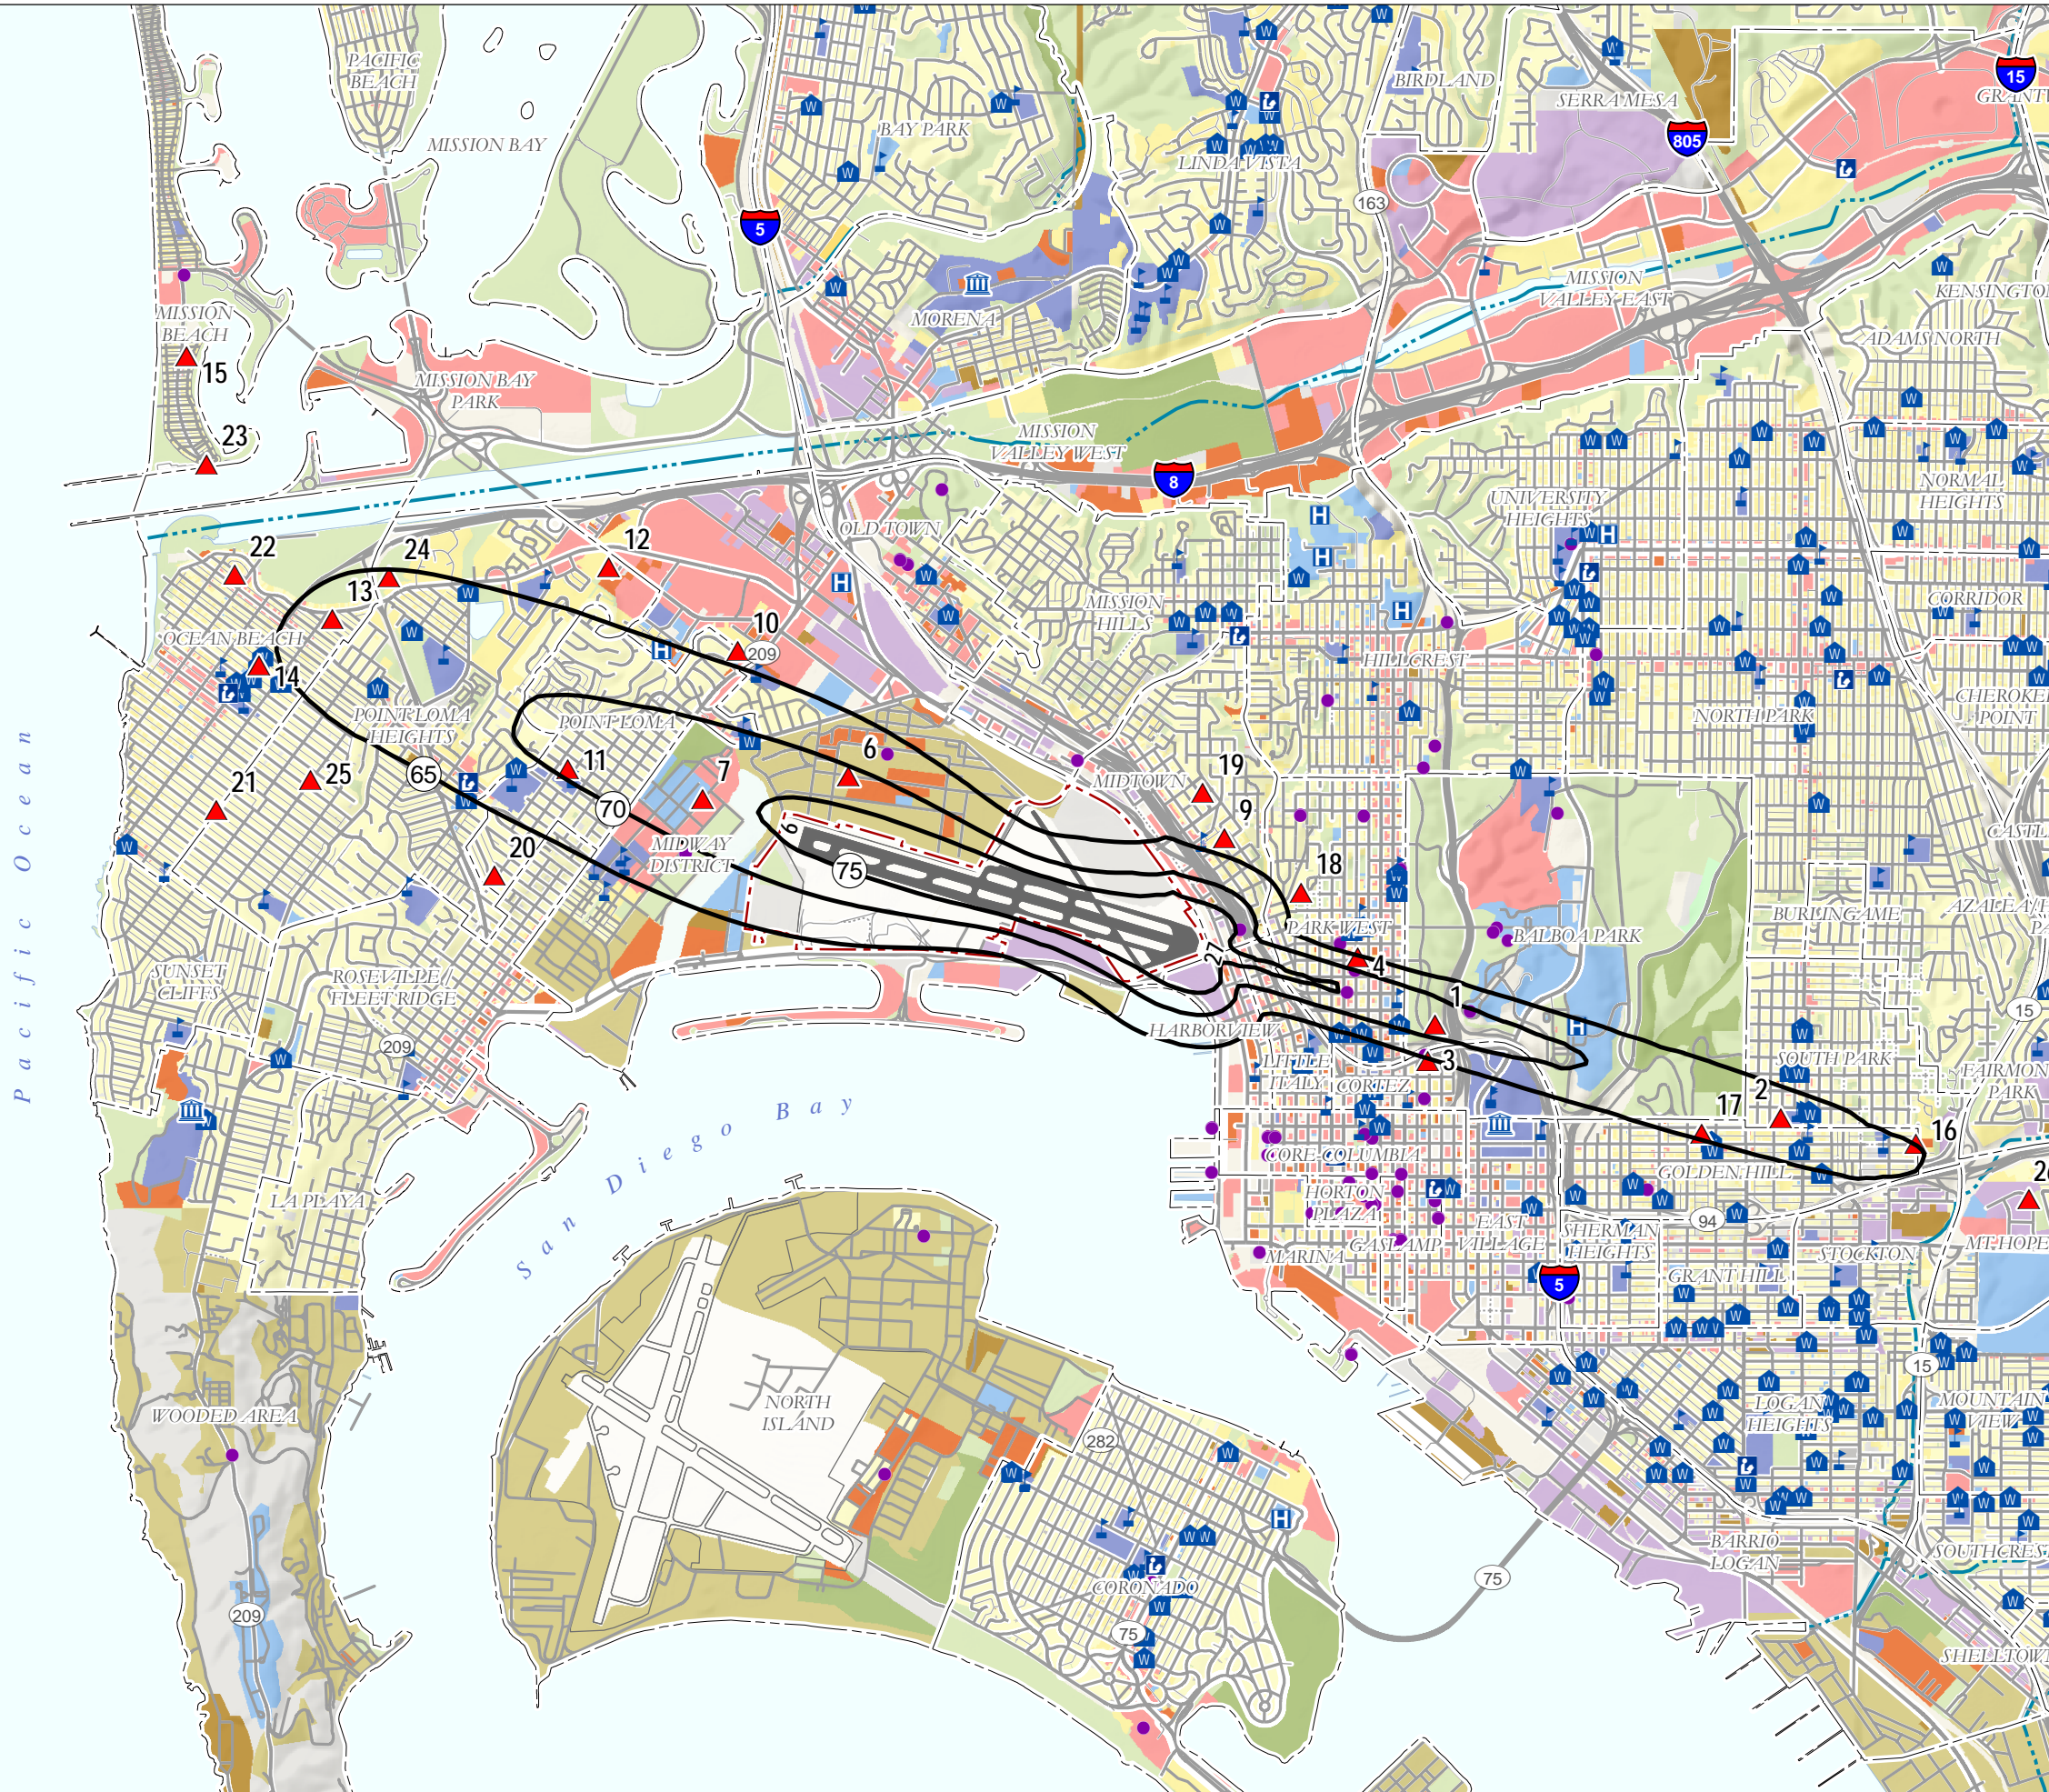 PACIFIC
BEACH
MISSION BAY
BAY PARK
LINDA VISTA
BIRDLAND
SERRA MESA
15
805
163
5
MISSION
VALLEY EAST
KENSINGTON
MORENA
ADAMS NORTH
MISSION
BEACH
15
MISSION BAY
PARK
23
MISSION
VALLEY WEST
8
NORMAL
HEIGHTS
UNIVERSITY
HEIGHTS
OLD TOWN
22
24
12
13
MISSION
HILLS
CORRIDOR
OCEAN BEACH
14
10
209
HILLCREST
POINT LOMA
HEIGHTS
POINT LOMA
NORTH PARK
CHEROKEE
POINT
21
25
65
11
70
7
6
MIDTOWN
19
9
MIDWAY
DISTRICT
20
75
9
27
18
PARK WEST
4
BALBOA PARK
BURLINGAME
1
3
Pacific Ocean
SUNSET
CLIFFS
ROSEVILLE /
FLEET RIDGE
209
HARBORVIEW
LITTLE
ITALY
CORTEZ
SOUTH PARK
15
17
2
16
GOLDEN HILL
San Diego Bay
LA PLAYA
CORE-COLUMBIA
HORTON
PLAZA
EAST
VILLAGE
MARINA
GASLAMP
94
SHERMAN
HEIGHTS
5
STOCKTON
GRANT HILL
15
NORTH
ISLAND
WOODED AREA
282
LOGAN
HEIGHTS
MOUNTAIN
VIEW
BARRIO
LOGAN
CORONADO
75
75
209